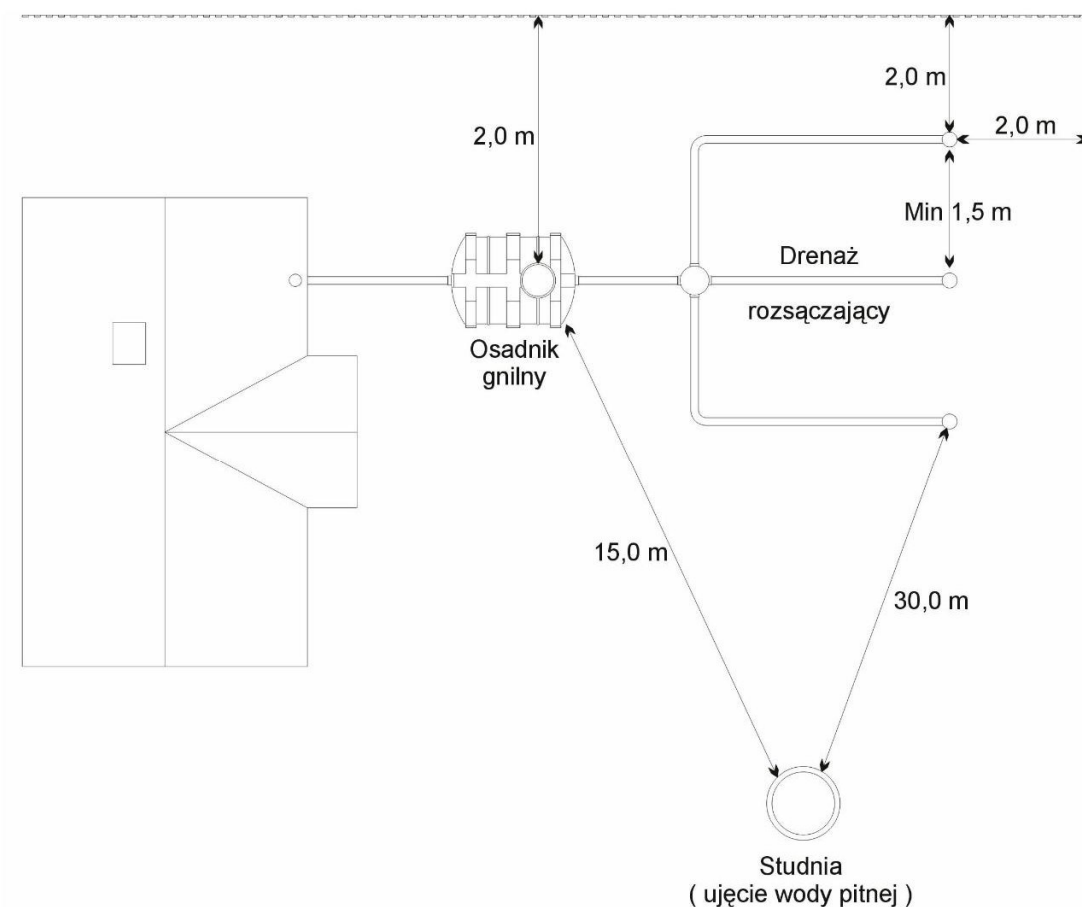 2,0 m
2,0 m
2,0 m
Min 1,5 m
Drenaż
rozsączający
Osadnik
gnilny
15,0 m
30,0 m
Studnia
( ujęcie wody pitnej )